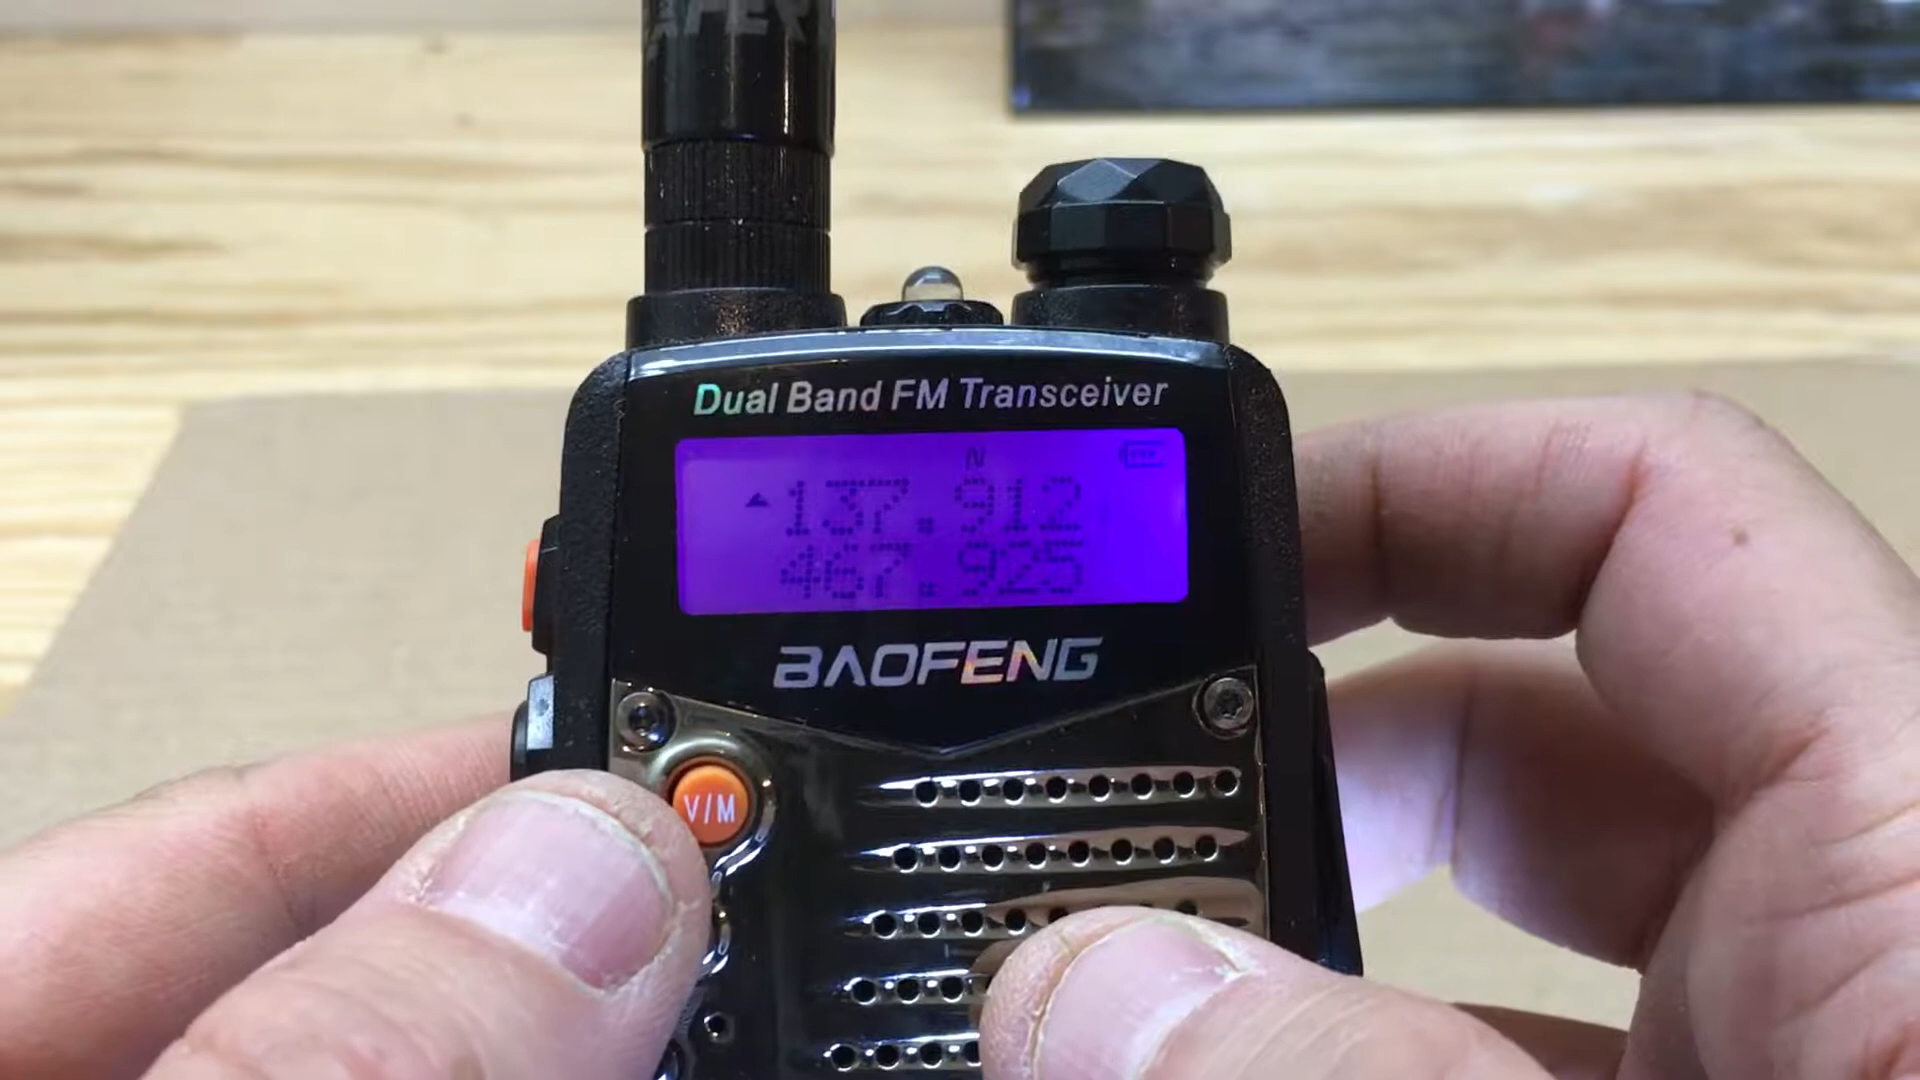 Dual Band FM Transceiver
N
137.912
467.925
BAOFENG
V/M